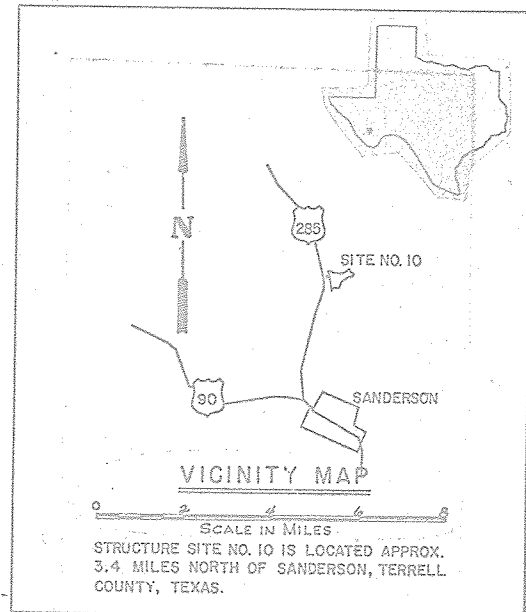 N
285
SITE NO. 10
90
SANDERSON
VICINITY MAP
0 2 4 6 8
SCALE IN MILES
STRUCTURE SITE NO. 10 IS LOCATED APPROX.
3.4 MILES NORTH OF SANDERSON, TERRELL
COUNTY, TEXAS.